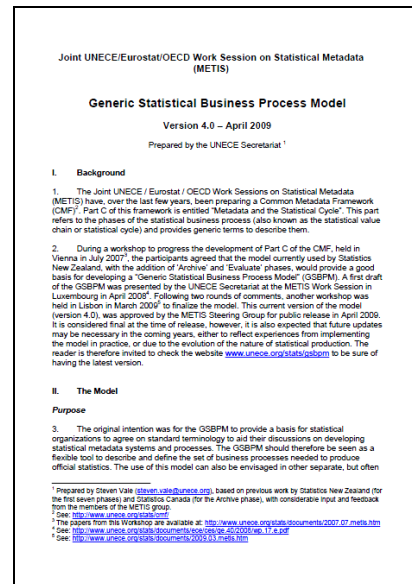 Joint UNECE/Eurostat/OECD Work Session on Statistical Metadata
(METIS)
Generic Statistical Business Process Model
Version 4.0 – April 2009
Prepared by the UNECE Secretariat 1
I. Background
1. The Joint UNECE / Eurostat / OECD Work Sessions on Statistical Metadata
(METIS) have, over the last few years, been preparing a Common Metadata Framework
(CMF)2. Part C of this framework is entitled "Metadata and the Statistical Cycle". This part
refers to the phases of the statistical business process (also known as the statistical value
chain or statistical cycle) and provides generic terms to describe them.
2. During a workshop to progress the development of Part C of the CMF, held in
Vienna in July 20073, the participants agreed that the model currently used by Statistics
New Zealand, with the addition of 'Archive' and 'Evaluate' phases, would provide a good
basis for developing a "Generic Statistical Business Process Model" (GSBPM). A first draft
of the GSBPM was presented by the UNECE Secretariat at the METIS Work Session in
Luxembourg in April 20084. Following two rounds of comments, another workshop was
held in Lisbon in March 20095 to finalize the model. This current version of the model
(version 4.0), was approved by the METIS Steering Group for public release in April 2009.
It is considered final at the time of release, however, it is also expected that future updates
may be necessary in the coming years, either to reflect experiences from implementing
the model in practice, or due to the evolution of the nature of statistical production. The
reader is therefore invited to check the website www.unece.org/stats/gsbpm to be sure of
having the latest version.
II. The Model
Purpose
3. The original intention was for the GSBPM to provide a basis for statistical
organizations to agree on standard terminology to aid their discussions on developing
statistical metadata systems and processes. The GSBPM should therefore be seen as a
flexible tool to describe and define the set of business processes needed to produce
official statistics. The use of this model can also be envisaged in other separate, but often
1 Prepared by Steven Vale (steven.vale@unece.org), based on previous work by Statistics New Zealand (for
the first seven phases) and Statistics Canada (for the Archive phase), with considerable input and feedback
from the members of the METIS group.
2 See: http://www.unece.org/stats/cmf/
3 The papers from this Workshop are available at: http://www.unece.org/stats/documents/2007.07.metis.htm
4 See: http://www.unece.org/stats/documents/ece/ces/ge.40/2008/wp.17.e.pdf
5 See: http://www.unece.org/stats/documents/2009.03.metis.htm